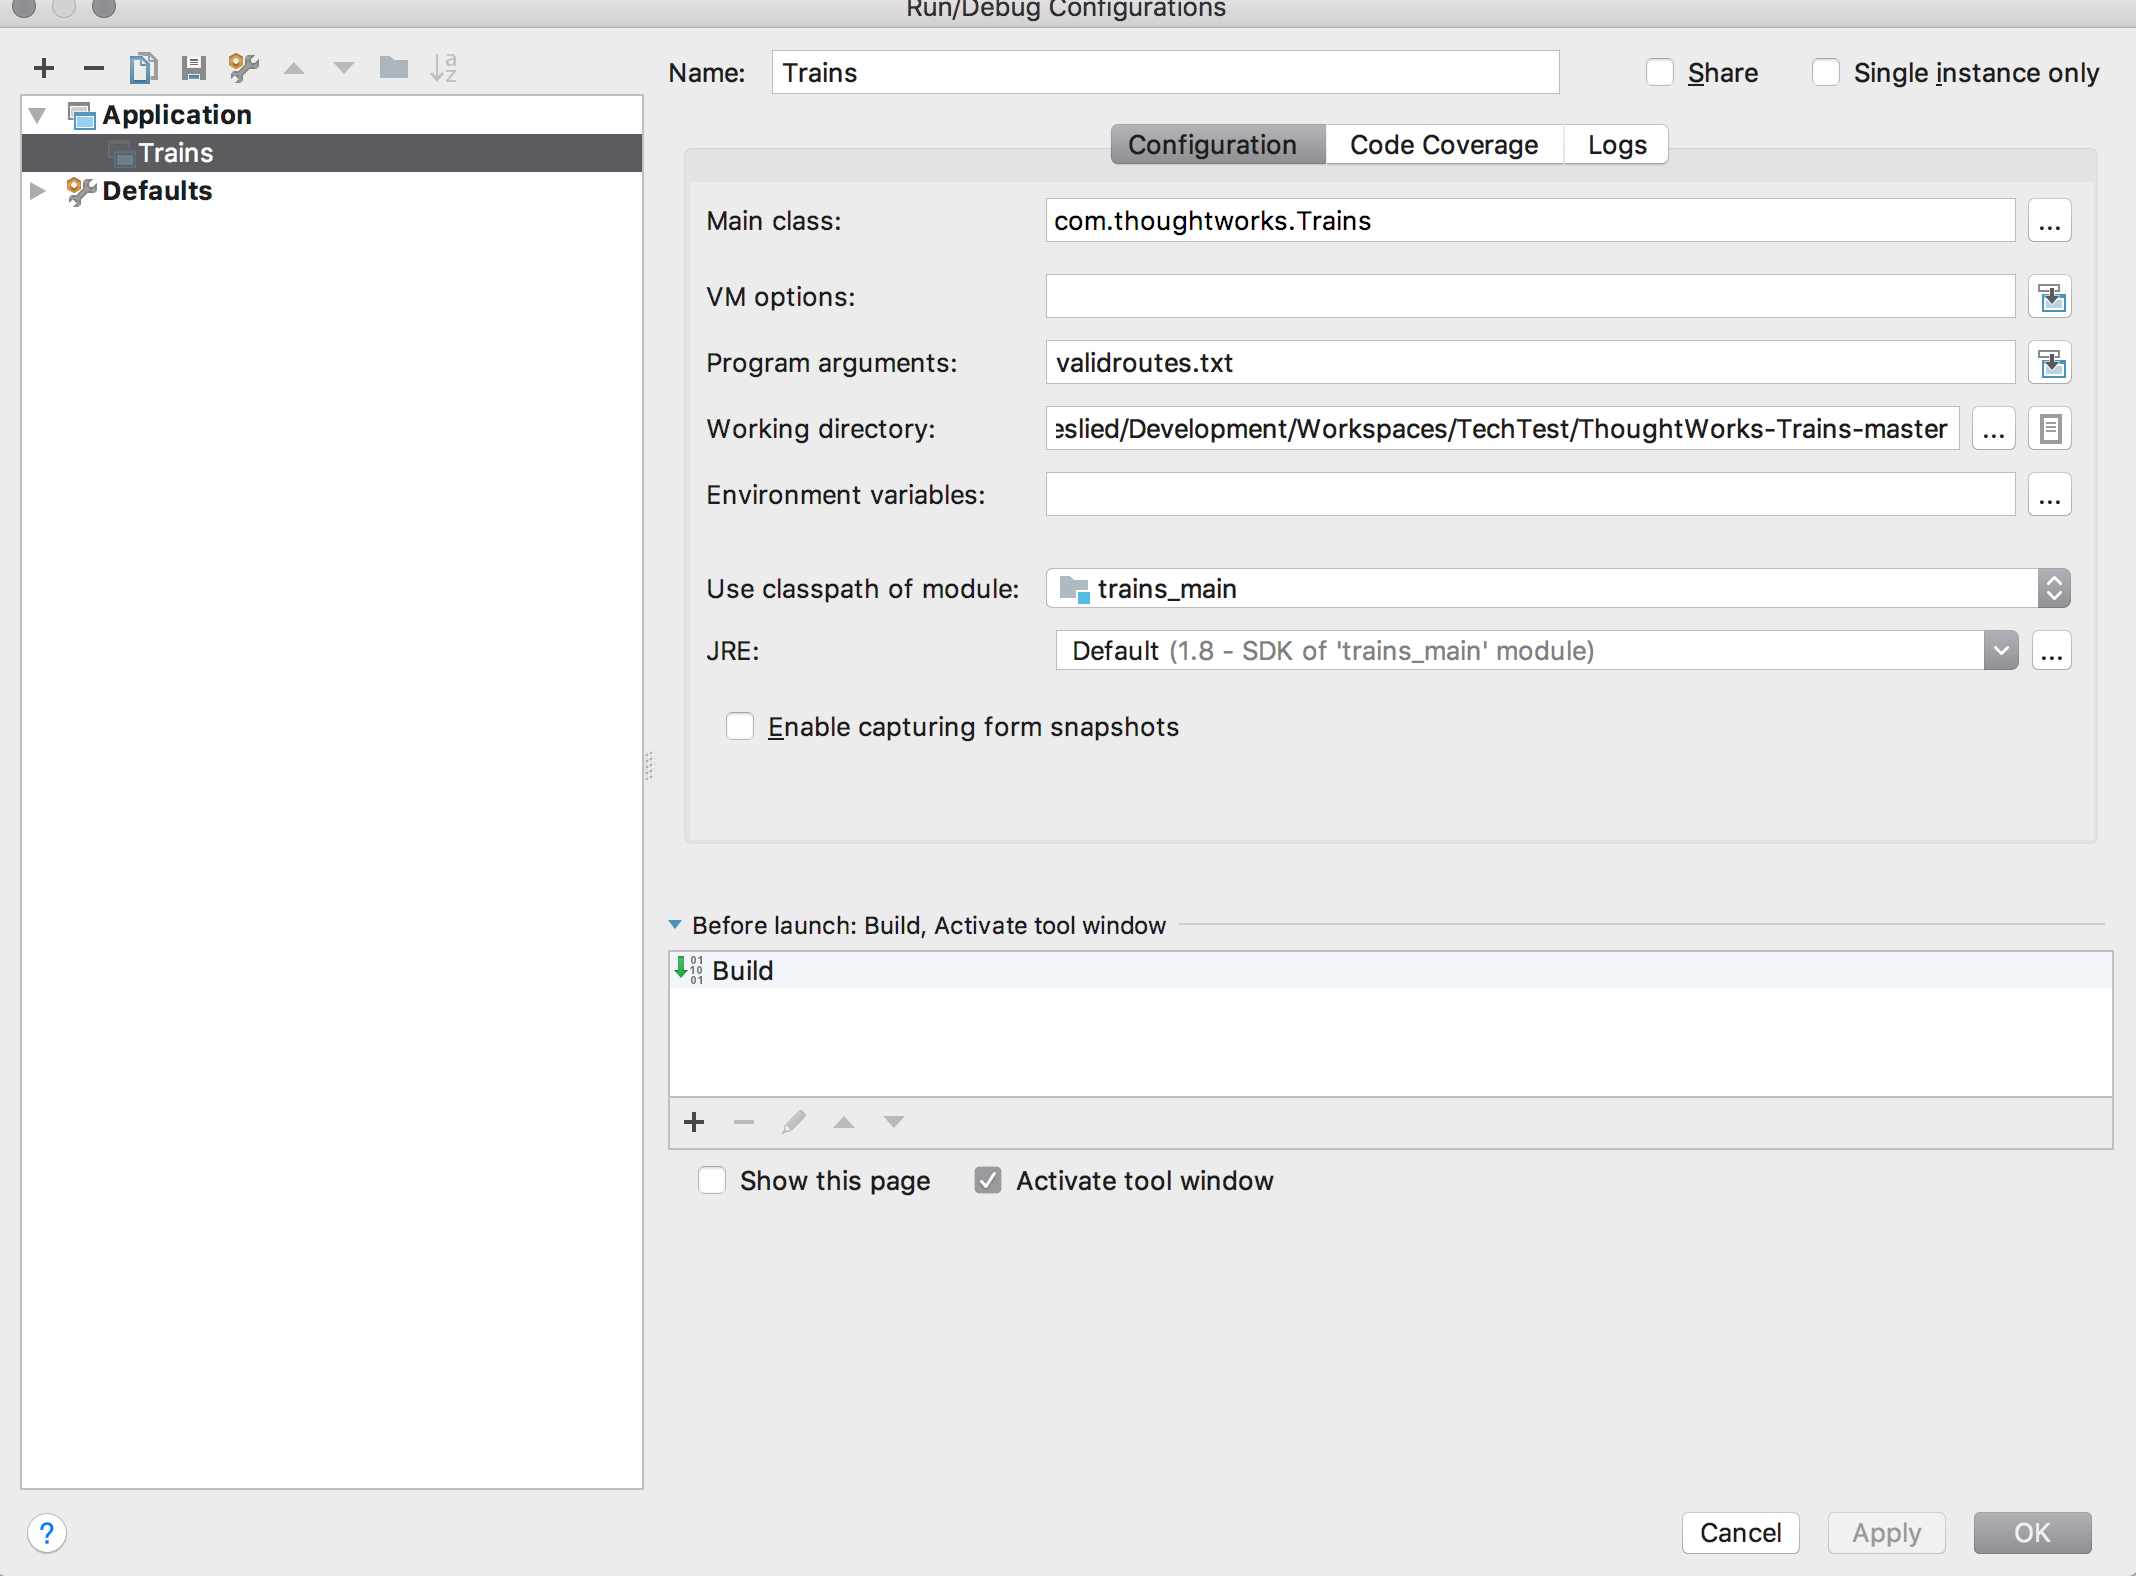 Run/Debug Configurations
Name: Trains Share Single instance only
Application
Trains
Defaults
Configuration Code Coverage Logs
Main class: com.thoughtworks.Trains ...
VM options:
Program arguments: validroutes.txt
Working directory: eslied/Development/Workspaces/TechTest/ThoughtWorks-Trains-master ...
Environment variables: ...
Use classpath of module: trains_main
JRE: Default (1.8 - SDK of 'trains_main' module) ...
Enable capturing form snapshots
Before launch: Build, Activate tool window
Build
Show this page Activate tool window
? Cancel Apply OK